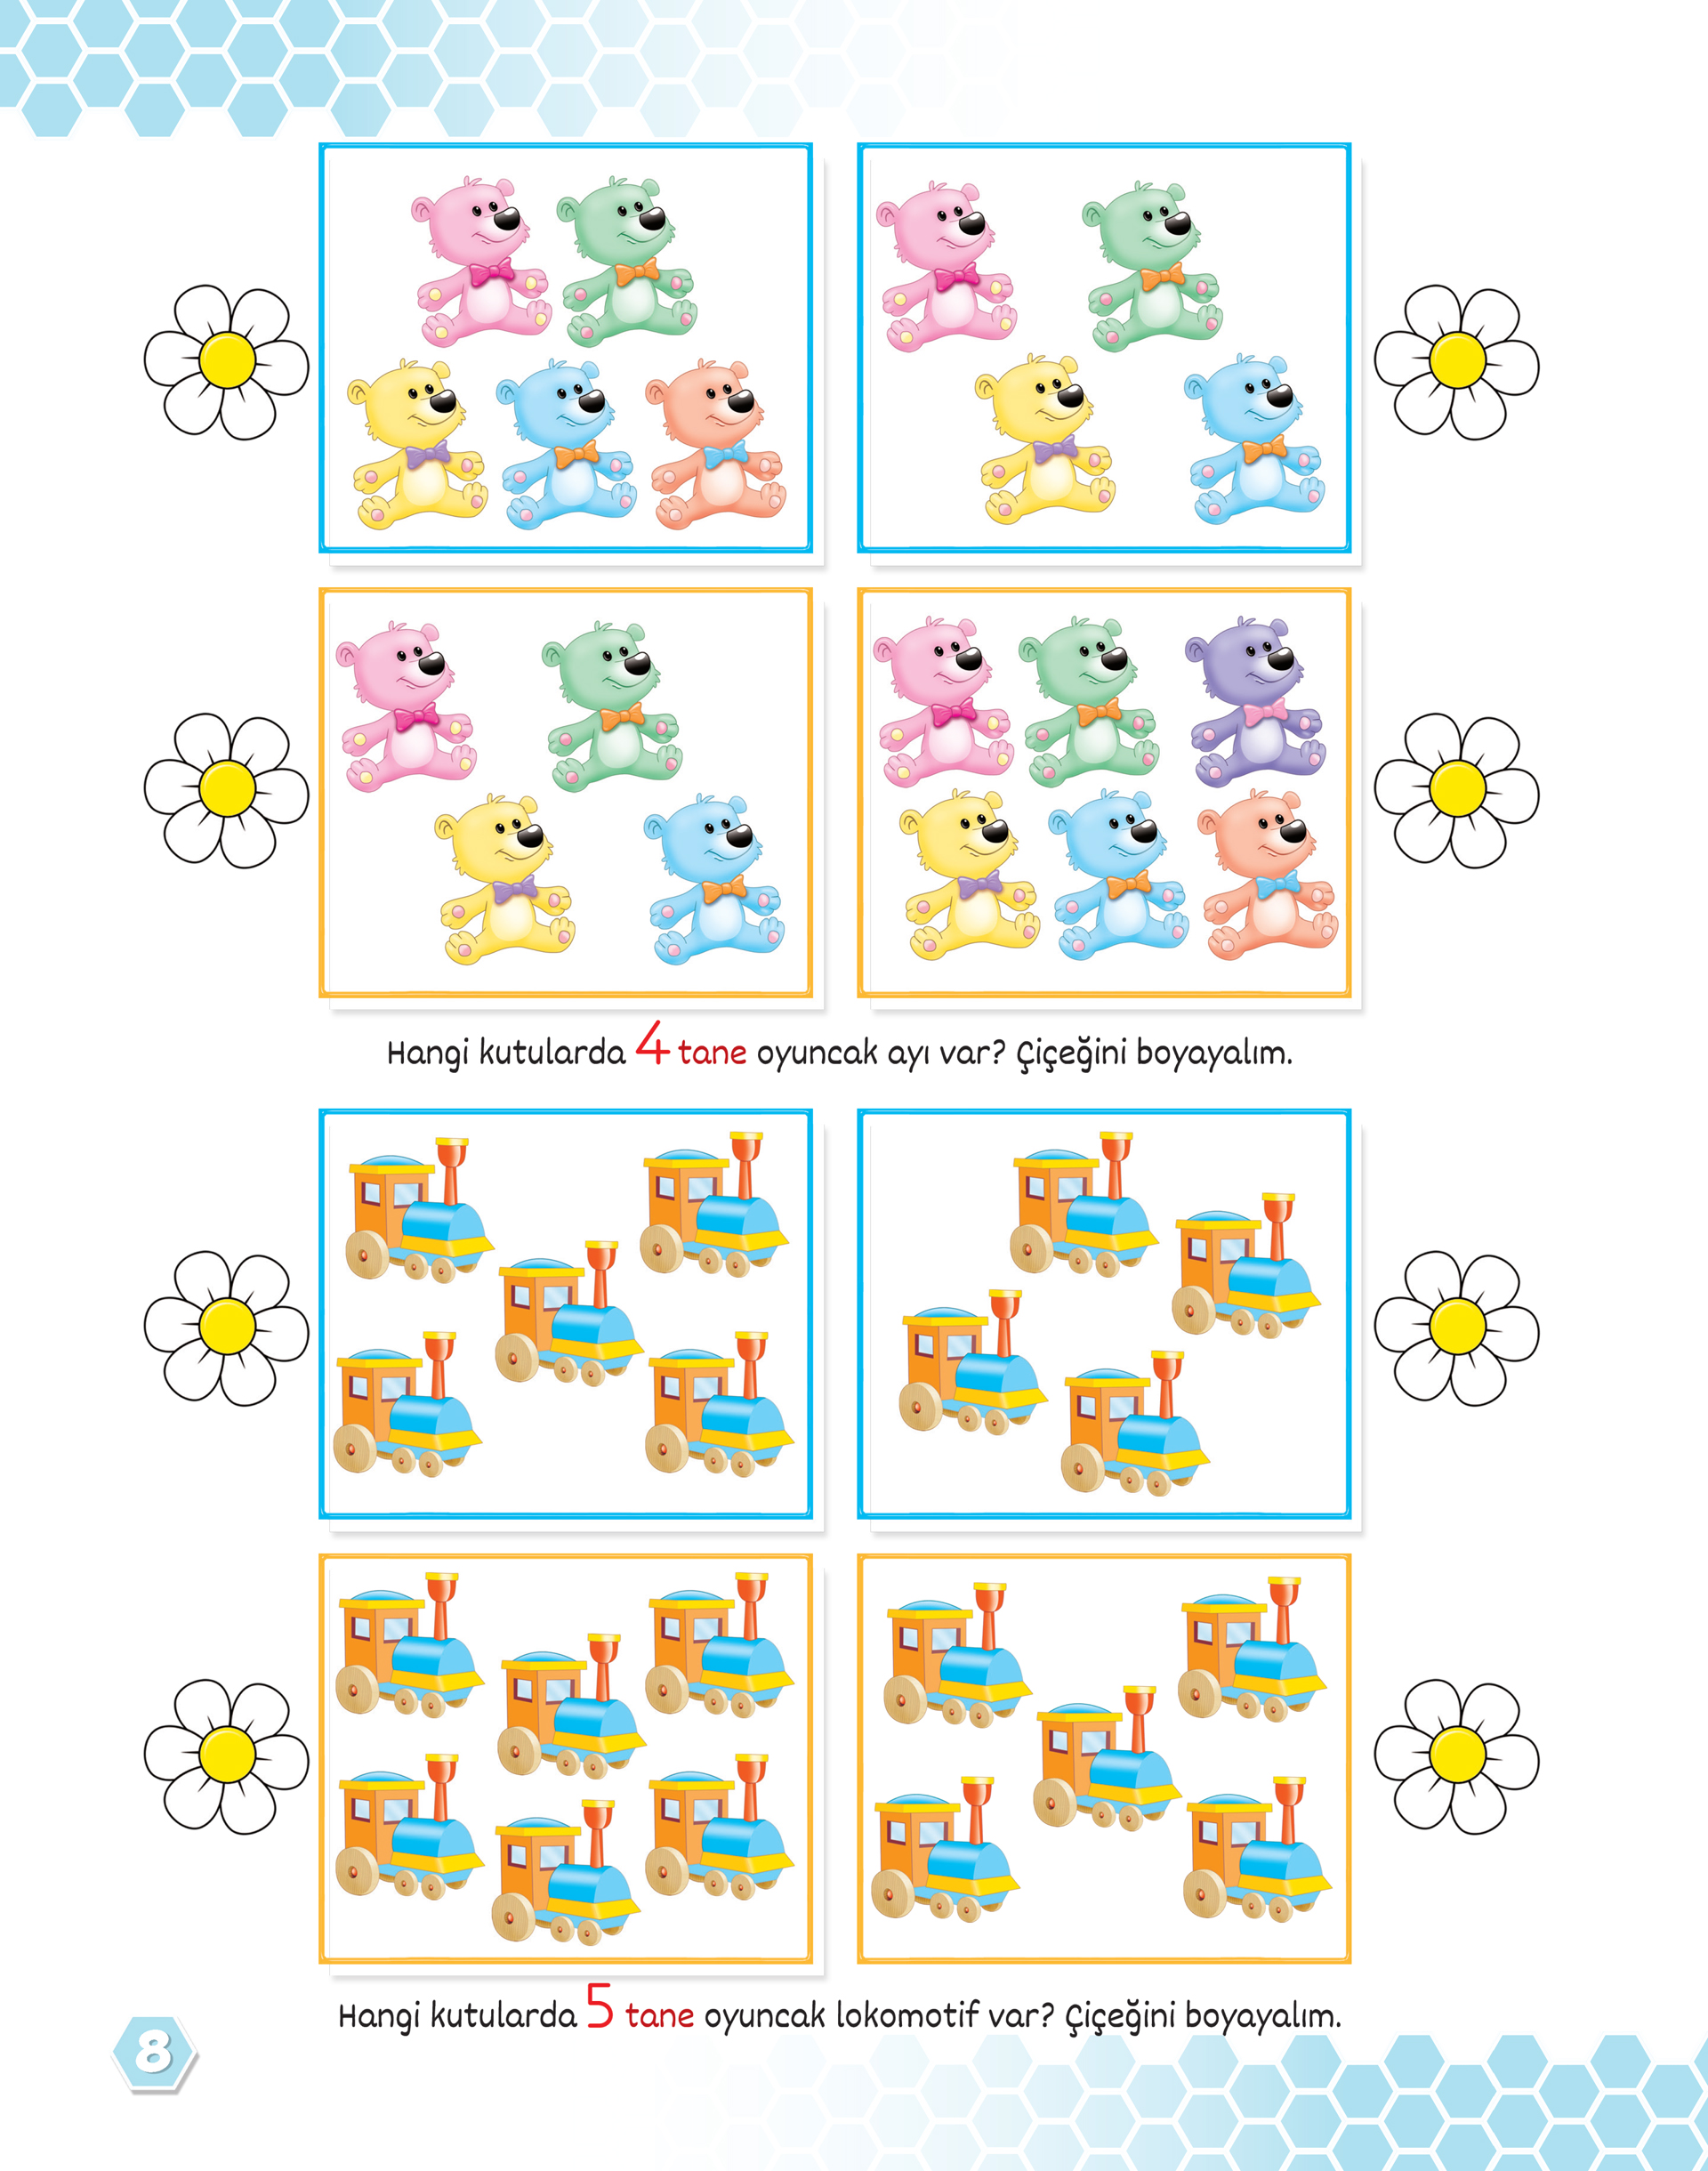 Hangi kutularda 4 tane oyuncak ayı var? Çiçeğini boyayalım.
Hangi kutularda 5 tane oyuncak lokomotif var? Çiçeğini boyayalım.
8